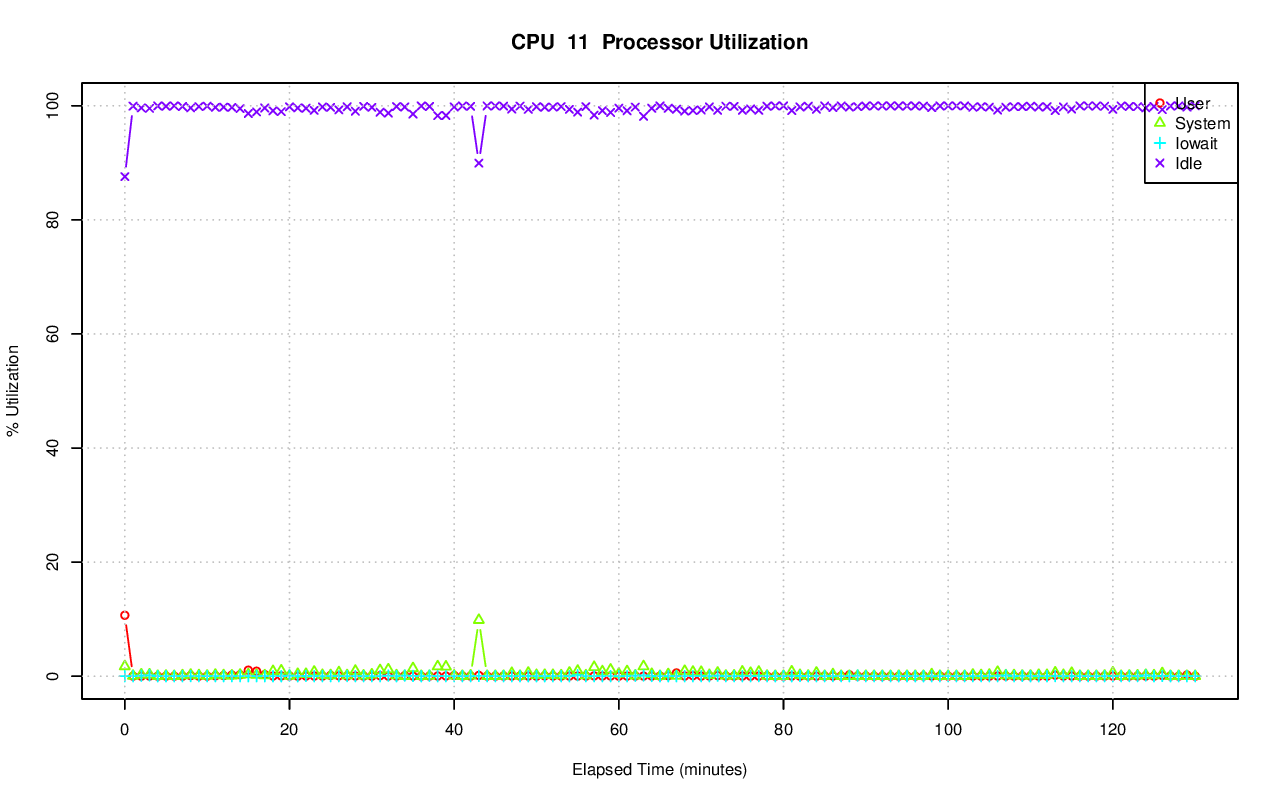 CPU 11 Processor Utilization
% Utilization
100
80
60
40
20
0
User
System
Iowait
Idle
0 20 40 60 80 100 120
Elapsed Time (minutes)